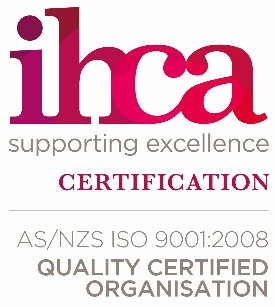 ihca
supporting excellence
CERTIFICATION
AS/NZS ISO 9001:2008
QUALITY CERTIFIED
ORGANISATION